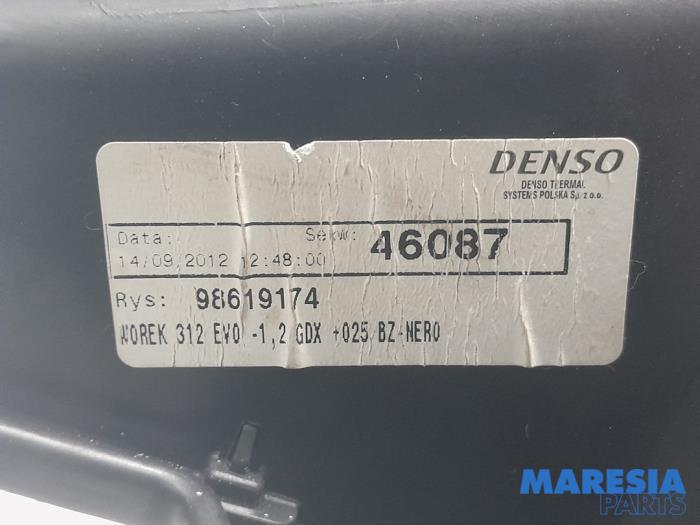 DENSO
DENSO THERMAL
SYSTEMS POLSKA Sp. z o.o.
Data: Sekw: 46087
14/09/2012 12:48:00
Rys: 98619174
WOREK 312 EVO -1,2 GDX +025 BZ-NERO
MARESIA
PARTS